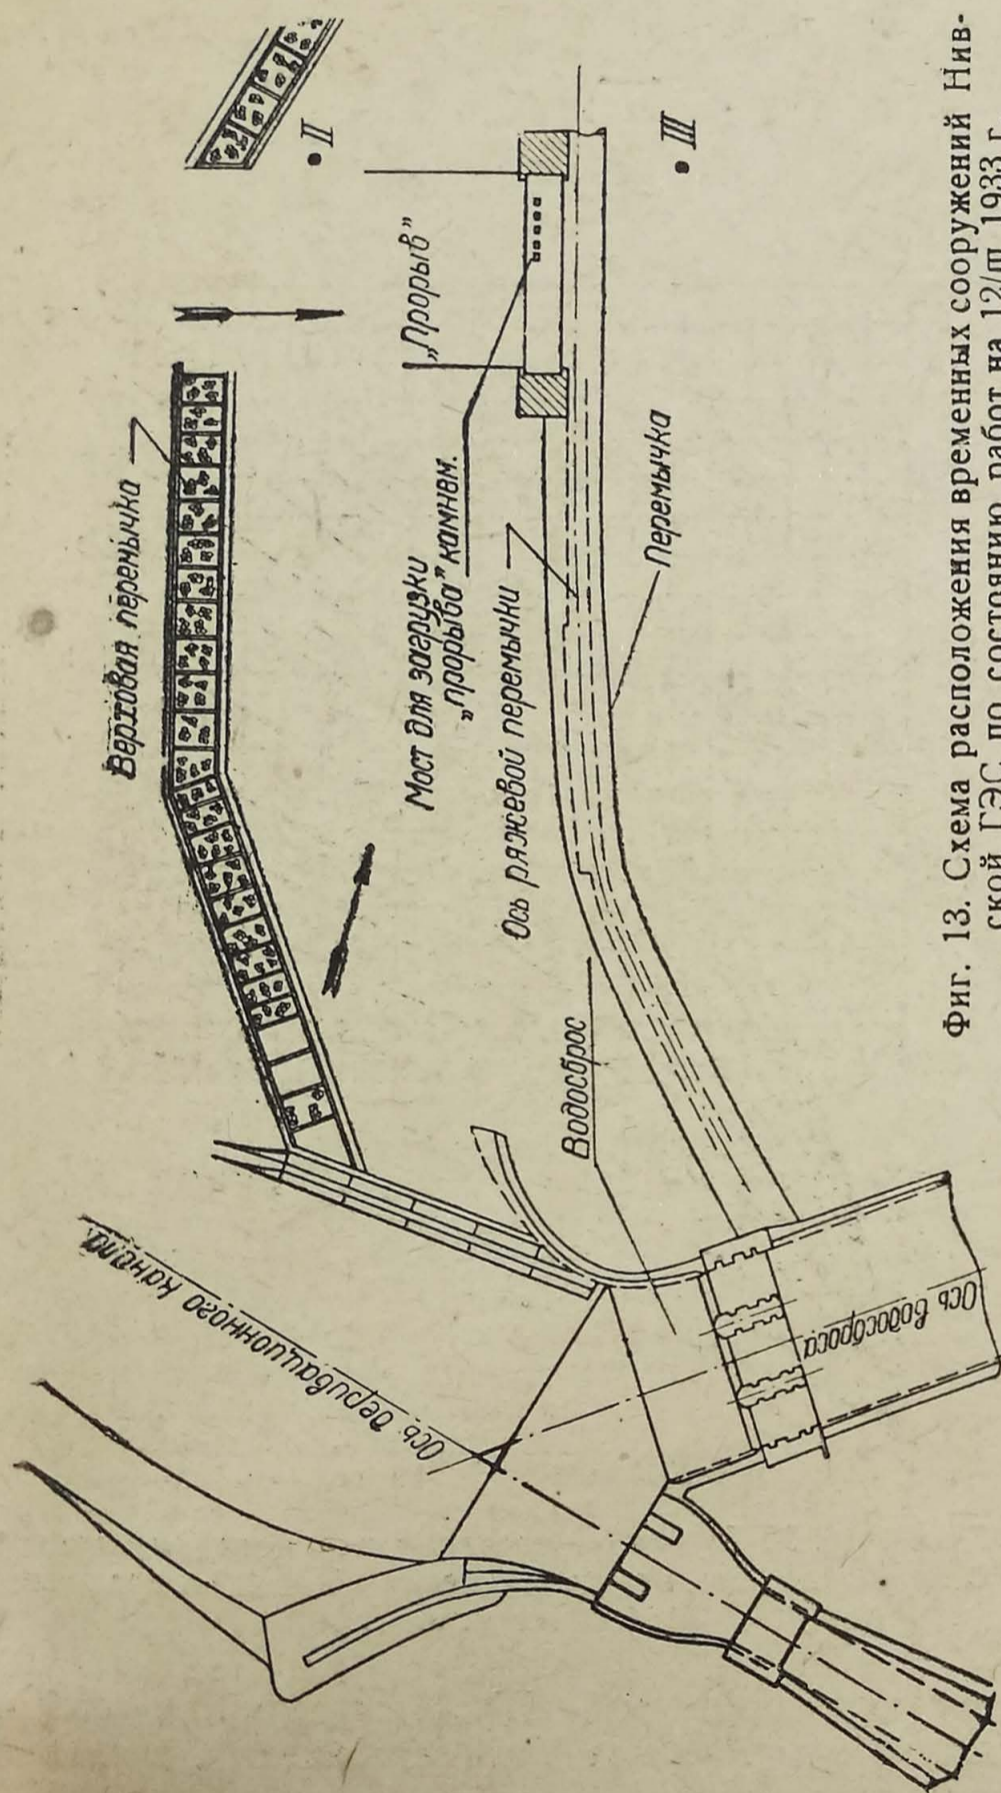 Верховая перемычка
• II
„Прорыв”
Мост для загрузки
„прорыва” камнем.
Ось ряжевой перемычки
• III
Перемычка
Водосброс
Ось деривационного канала.
Ось водосброса
Фиг. 13. Схема расположения временных сооружений Нив-
ской ГЭС по состоянию работ на 12/III 1933 г